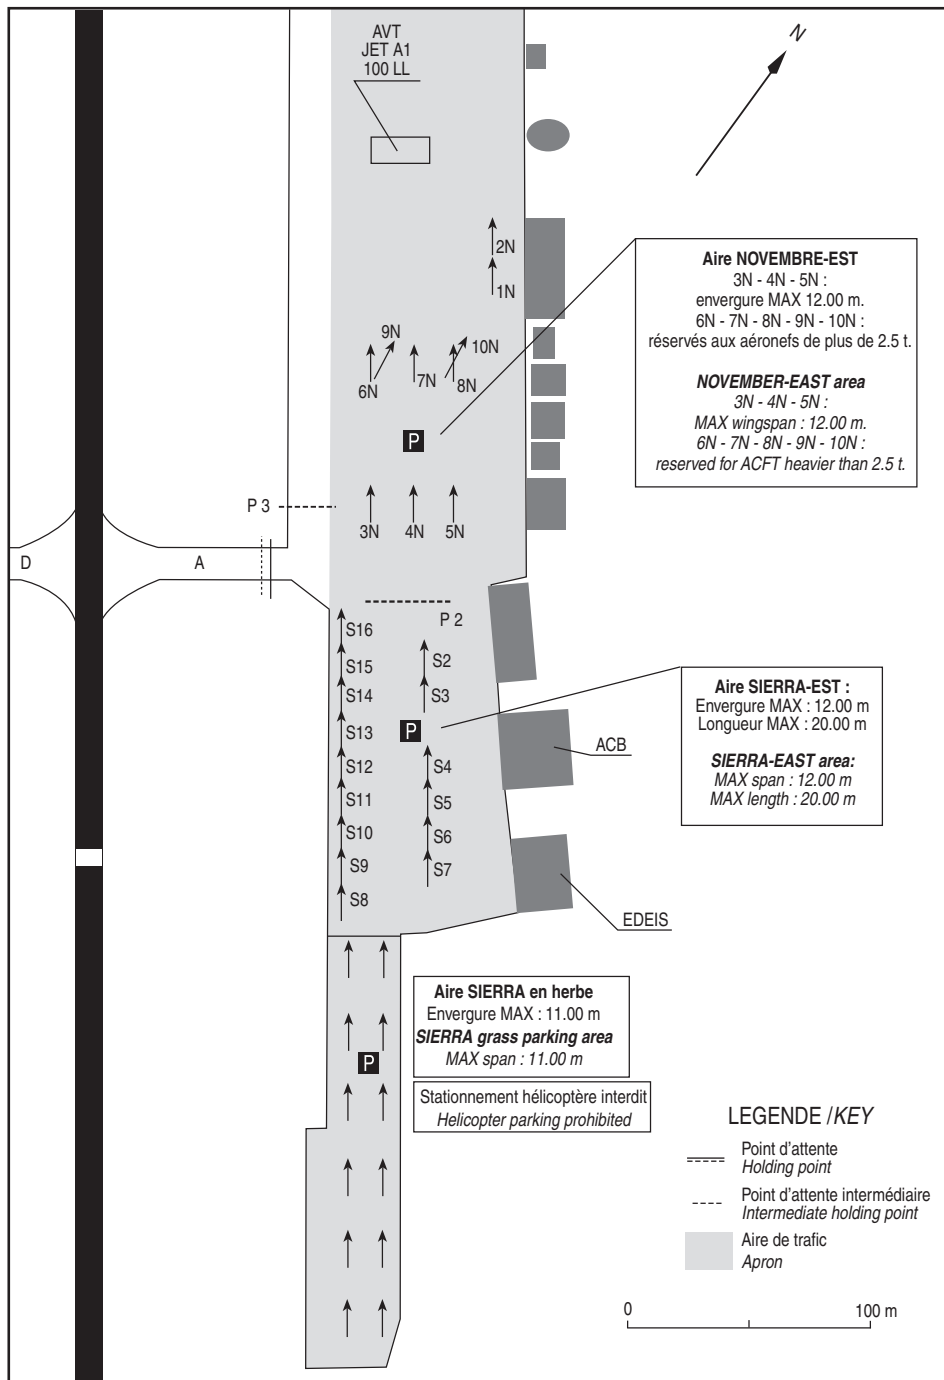 AVT
JET A1
100 LL
N
2N
1N
Aire NOVEMBRE-EST
3N - 4N - 5N :
envergure MAX 12.00 m.
6N - 7N - 8N - 9N - 10N :
réservés aux aéronefs de plus de 2.5 t.
NOVEMBER-EAST area
3N - 4N - 5N :
MAX wingspan : 12.00 m.
6N - 7N - 8N - 9N - 10N :
reserved for ACFT heavier than 2.5 t.
9N
10N
6N
7N
8N
P
P 3
3N
4N
5N
D
A
P 2
S16
S15
S14
S13
S12
S11
S10
S9
S8
S2
S3
P
S4
S5
S6
S7
Aire SIERRA-EST :
Envergure MAX : 12.00 m
Longueur MAX : 20.00 m
SIERRA-EAST area:
MAX span : 12.00 m
MAX length : 20.00 m
ACB
EDEIS
Aire SIERRA en herbe
Envergure MAX : 11.00 m
SIERRA grass parking area
MAX span : 11.00 m
P
Stationnement hélicoptère interdit
Helicopter parking prohibited
LEGENDE /KEY
Point d'attente
Holding point
Point d'attente intermédiaire
Intermediate holding point
Aire de trafic
Apron
0
100 m